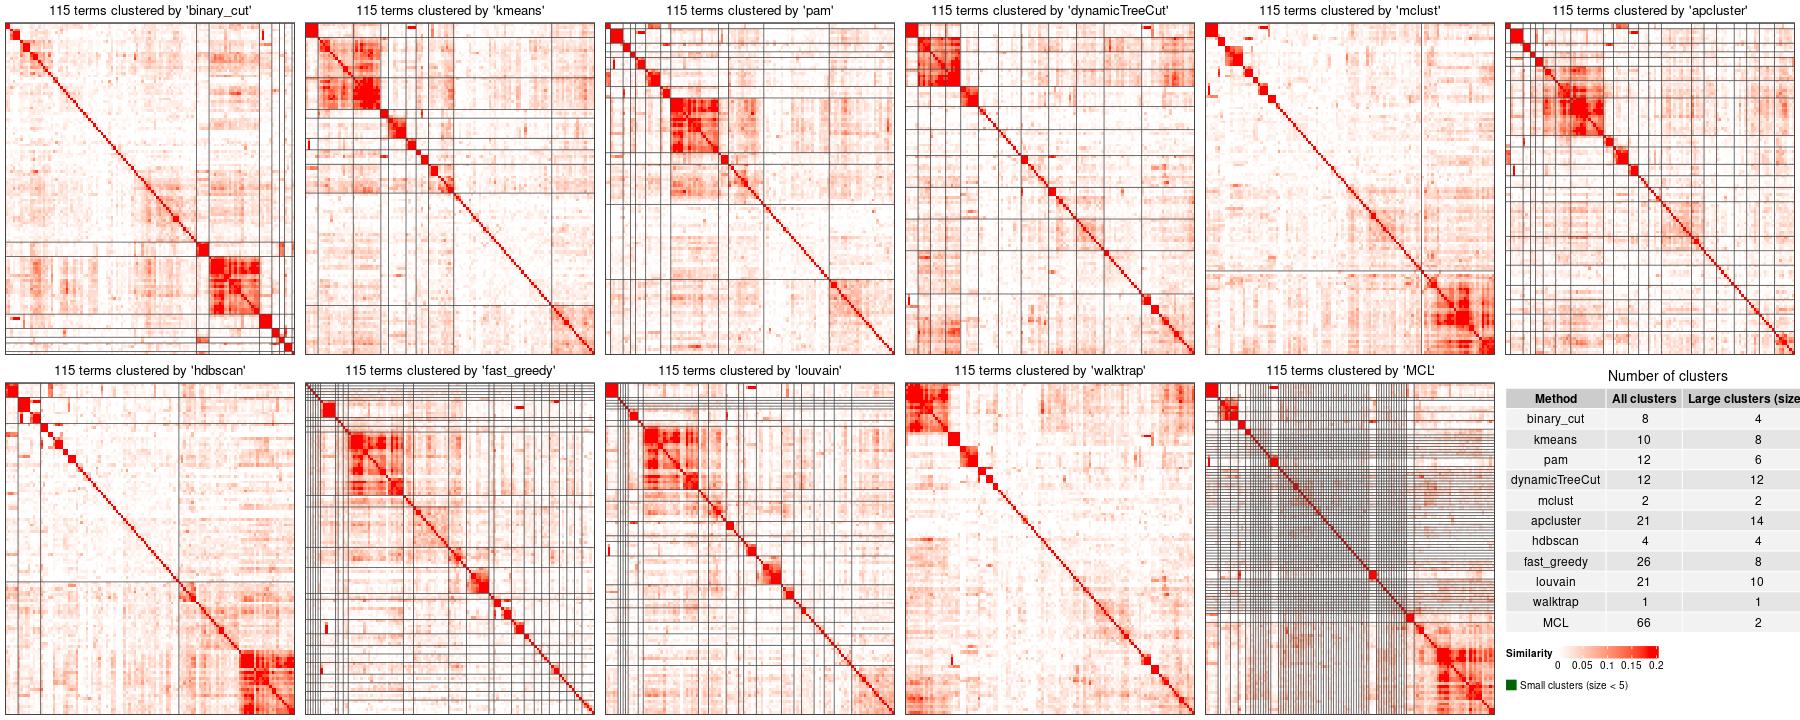 115 terms clustered by 'binary_cut'
115 terms clustered by 'kmeans'
115 terms clustered by 'pam'
115 terms clustered by 'dynamicTreeCut'
115 terms clustered by 'mclust'
115 terms clustered by 'apcluster'
115 terms clustered by 'hdbscan'
115 terms clustered by 'fast_greedy'
115 terms clustered by 'louvain'
115 terms clustered by 'walktrap'
115 terms clustered by 'MCL'
Number of clusters
Method All clusters Large clusters (size
binary_cut 8 4
kmeans 10 8
pam 12 6
dynamicTreeCut 12 12
mclust 2 2
apcluster 21 14
hdbscan 4 4
fast_greedy 26 8
louvain 21 10
walktrap 1 1
MCL 66 2
Similarity
0 0.05 0.1 0.15 0.2
Small clusters (size < 5)